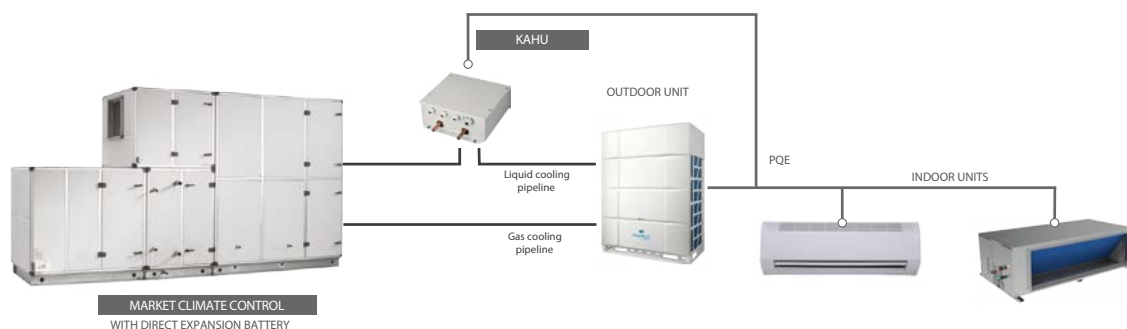 KAHU
OUTDOOR UNIT
PQE
Liquid cooling
pipeline
INDOOR UNITS
Gas cooling
pipeline
MARKET CLIMATE CONTROL
WITH DIRECT EXPANSION BATTERY